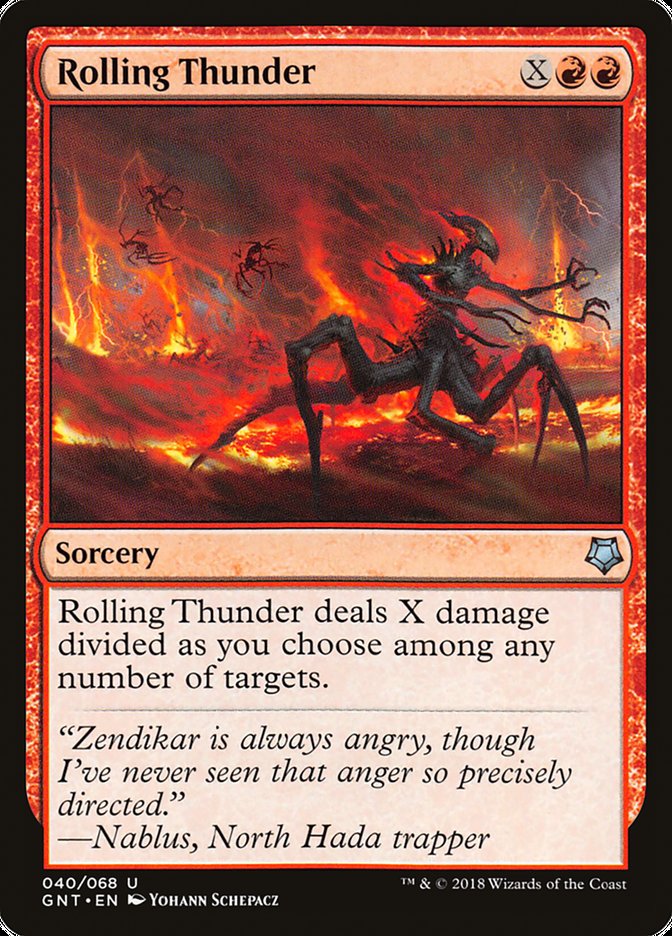 Rolling Thunder X
Sorcery
Rolling Thunder deals X damage
divided as you choose among any
number of targets.
“Zendikar is always angry, though
I’ve never seen that anger so precisely
directed.”
—Nablus, North Hada trapper
040/068 U
™ & © 2018 Wizards of the Coast
GNT • EN Yohann Schepacz